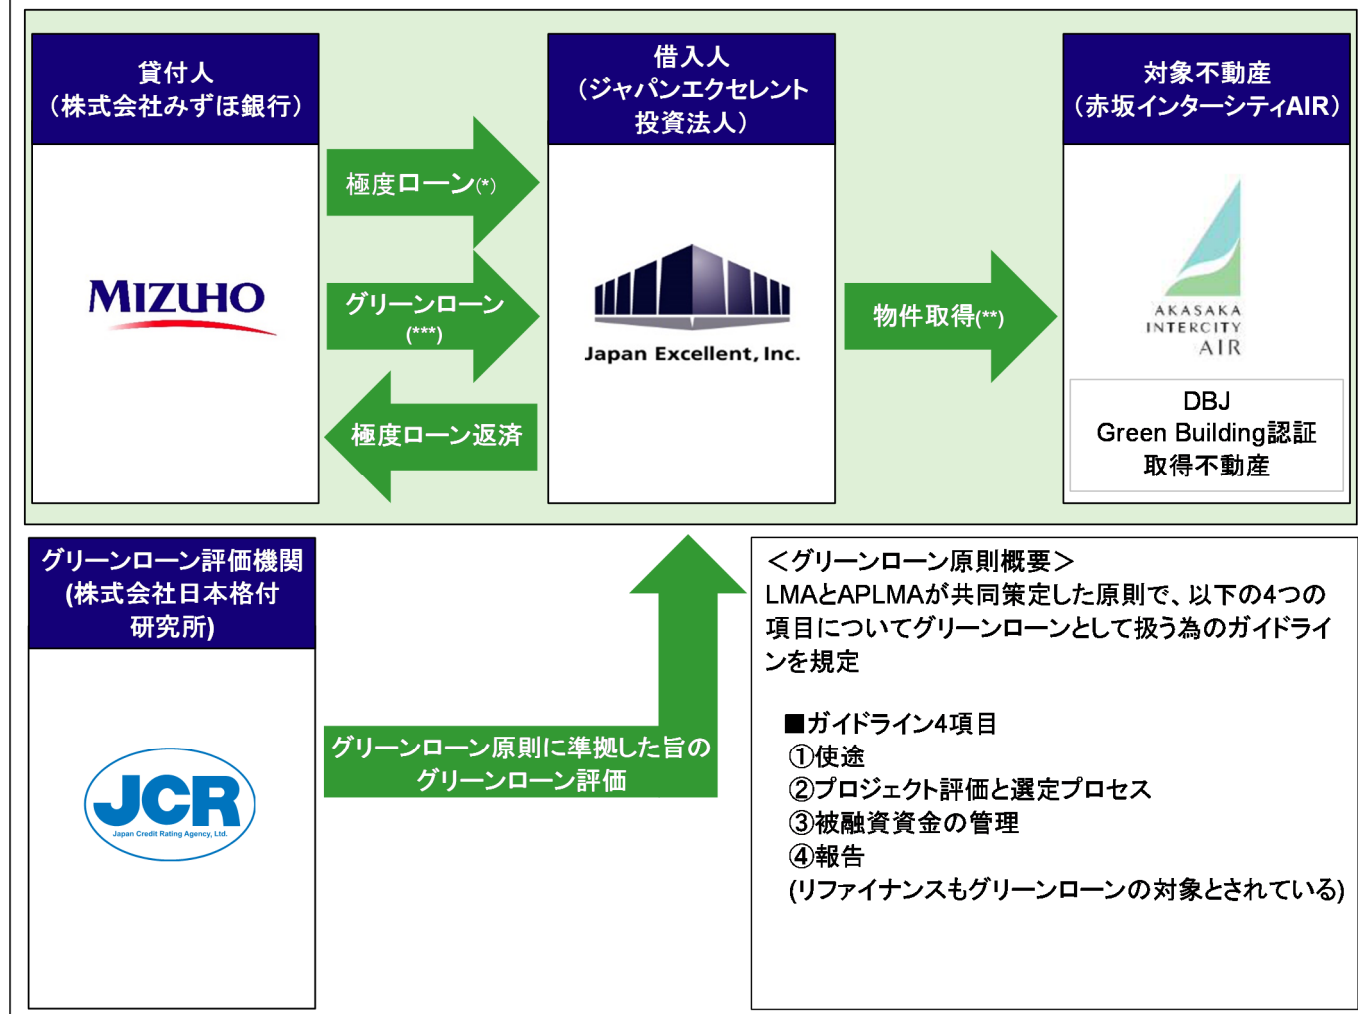 貸付人
（株式会社みずほ銀行）
借入人
（ジャパンエクセレント
投資法人）
対象不動産
（赤坂インターシティAIR）
極度ローン(*)
MIZUHO
グリーンローン
(***)
極度ローン返済
Japan Excellent, Inc.
物件取得(**)
AKASAKA
INTERCITY
AIR
DBJ
Green Building認証
取得不動産
グリーンローン評価機関
(株式会社日本格付
研究所)
JCR
Japan Credit Rating Agency, Ltd.
グリーンローン原則に準拠した旨の
グリーンローン評価
＜グリーンローン原則概要＞
LMAとAPLMAが共同策定した原則で、以下の4つの
項目についてグリーンローンとして扱う為のガイドライ
ンを規定
■ガイドライン4項目
①使途
②プロジェクト評価と選定プロセス
③被融資資金の管理
④報告
(リファイナンスもグリーンローンの対象とされている)